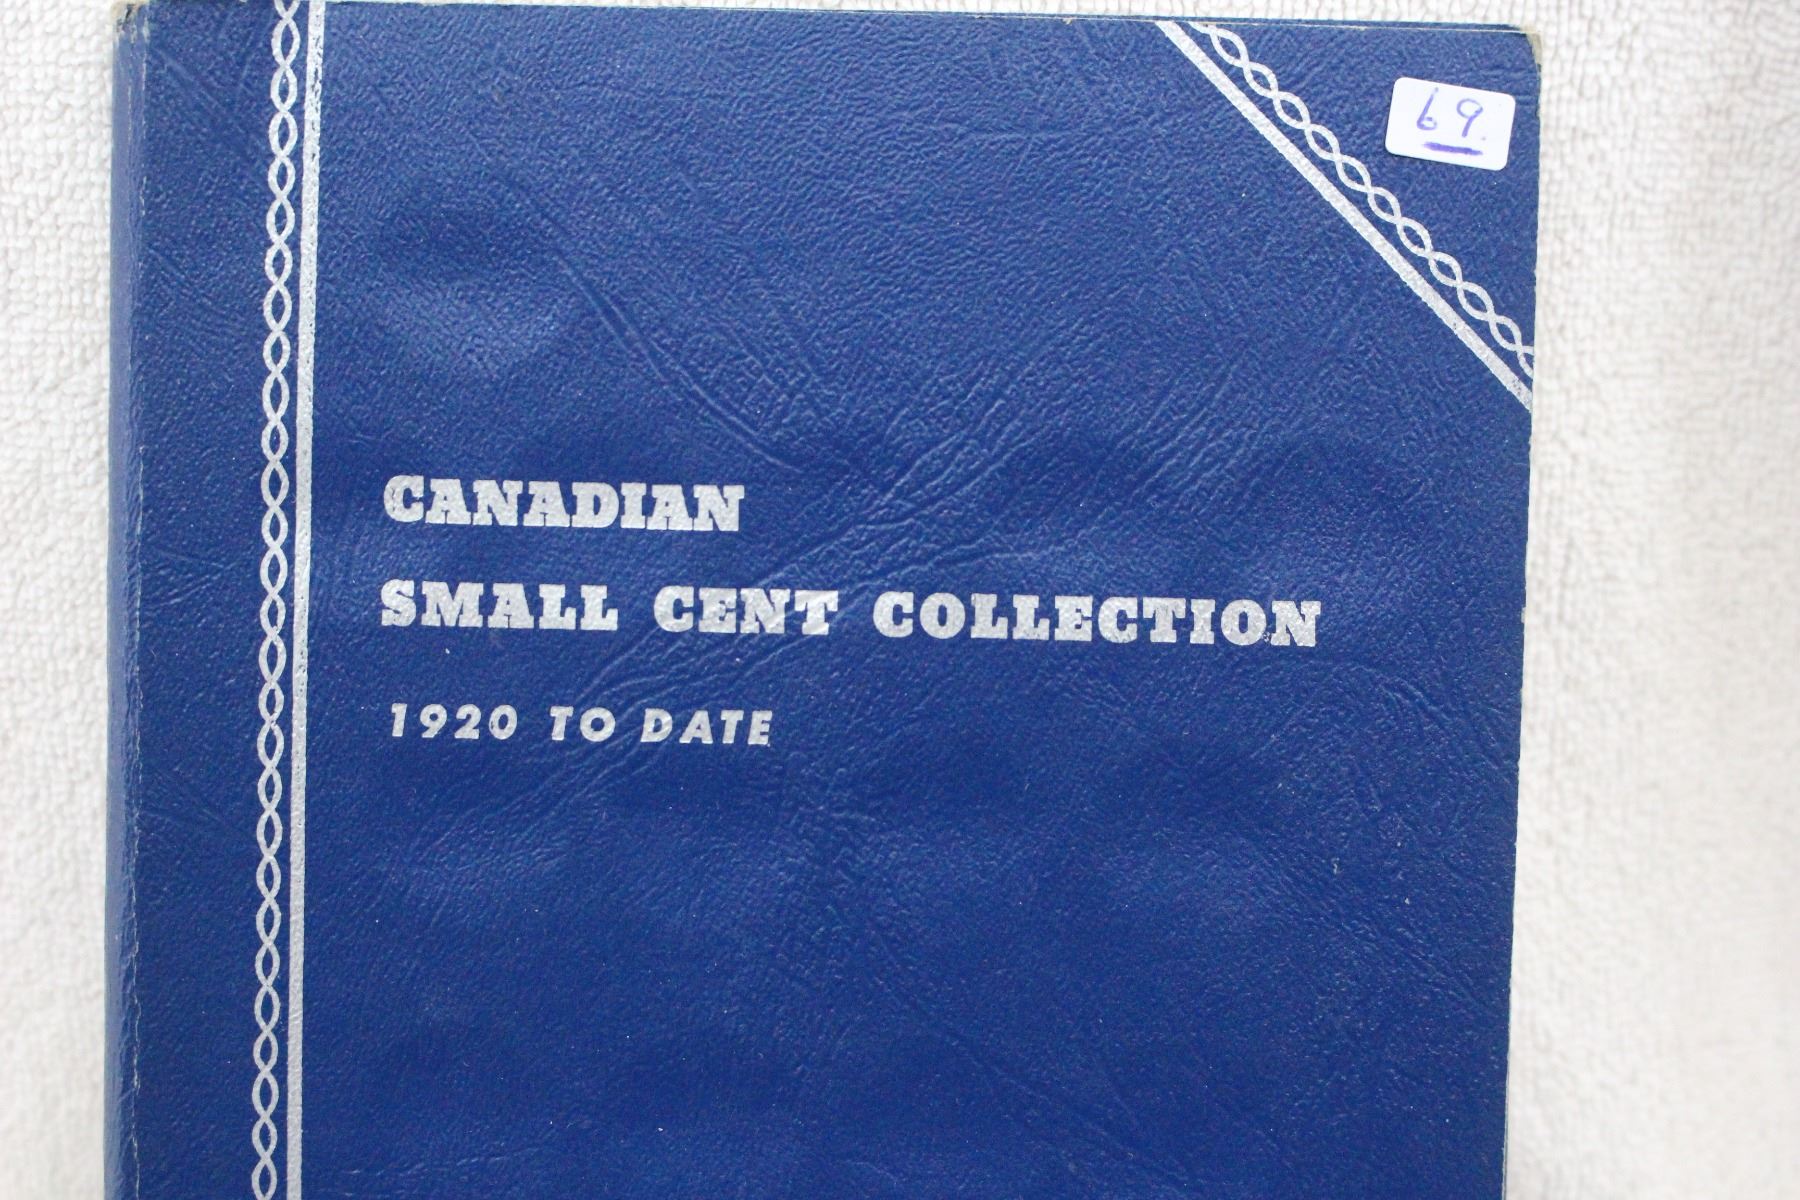 69.
CANADIAN
SMALL CENT COLLECTION
1920 TO DATE